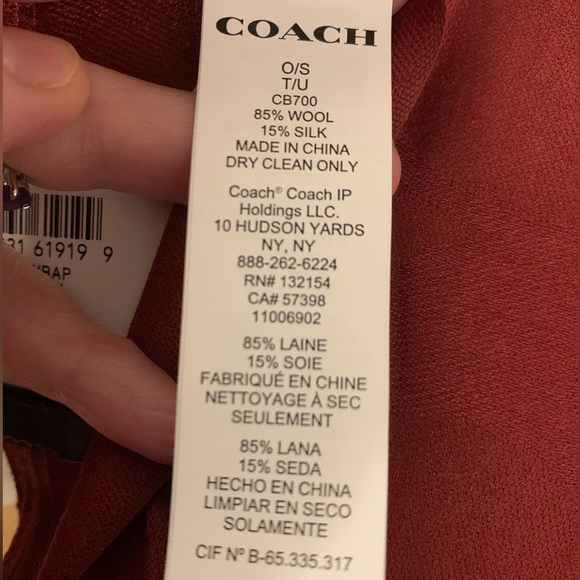 COACH
O/S
T/U
CB700
85% WOOL
15% SILK
MADE IN CHINA
DRY CLEAN ONLY
Coach® Coach IP
Holdings LLC.
10 HUDSON YARDS
NY, NY
888-262-6224
RN# 132154
CA# 57398
11006902
85% LAINE
15% SOIE
FABRIQUÉ EN CHINE
NETTOYAGE À SEC
SEULEMENT
85% LANA
15% SEDA
HECHO EN CHINA
LIMPIAR EN SECO
SOLAMENTE
CIF Nº B-65.335.317
31 61919 9